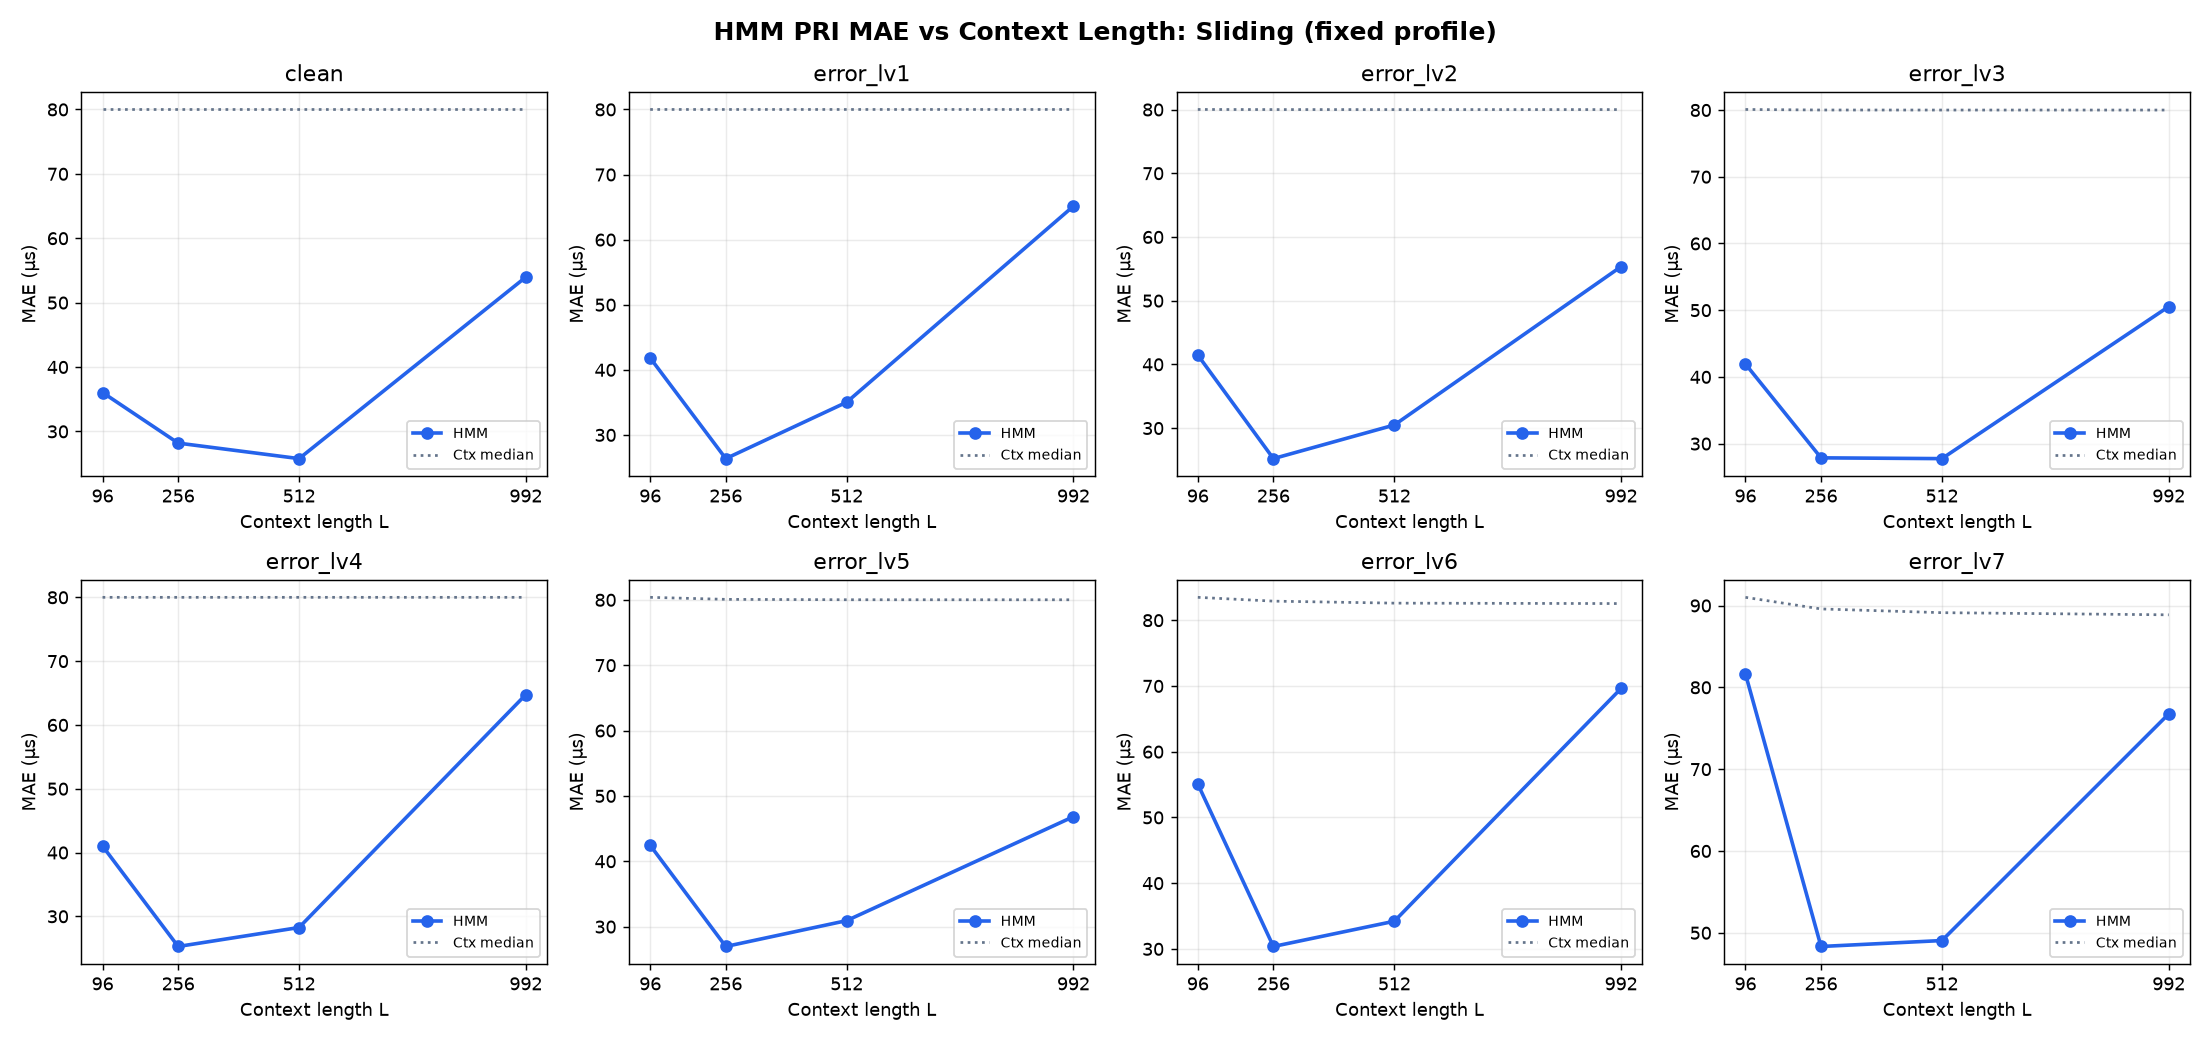 HMM PRI MAE vs Context Length: Sliding (fixed profile)
clean
80
70
60
50
40
30
MAE (µs)
96 256 512 992
Context length L
HMM
Ctx median
error_lv1
80
70
60
50
40
30
MAE (µs)
96 256 512 992
Context length L
HMM
Ctx median
error_lv2
80
70
60
50
40
30
MAE (µs)
96 256 512 992
Context length L
HMM
Ctx median
error_lv3
80
70
60
50
40
30
MAE (µs)
96 256 512 992
Context length L
HMM
Ctx median
error_lv4
80
70
60
50
40
30
MAE (µs)
96 256 512 992
Context length L
HMM
Ctx median
error_lv5
80
70
60
50
40
30
MAE (µs)
96 256 512 992
Context length L
HMM
Ctx median
error_lv6
80
70
60
50
40
30
MAE (µs)
96 256 512 992
Context length L
HMM
Ctx median
error_lv7
90
80
70
60
50
MAE (µs)
96 256 512 992
Context length L
HMM
Ctx median